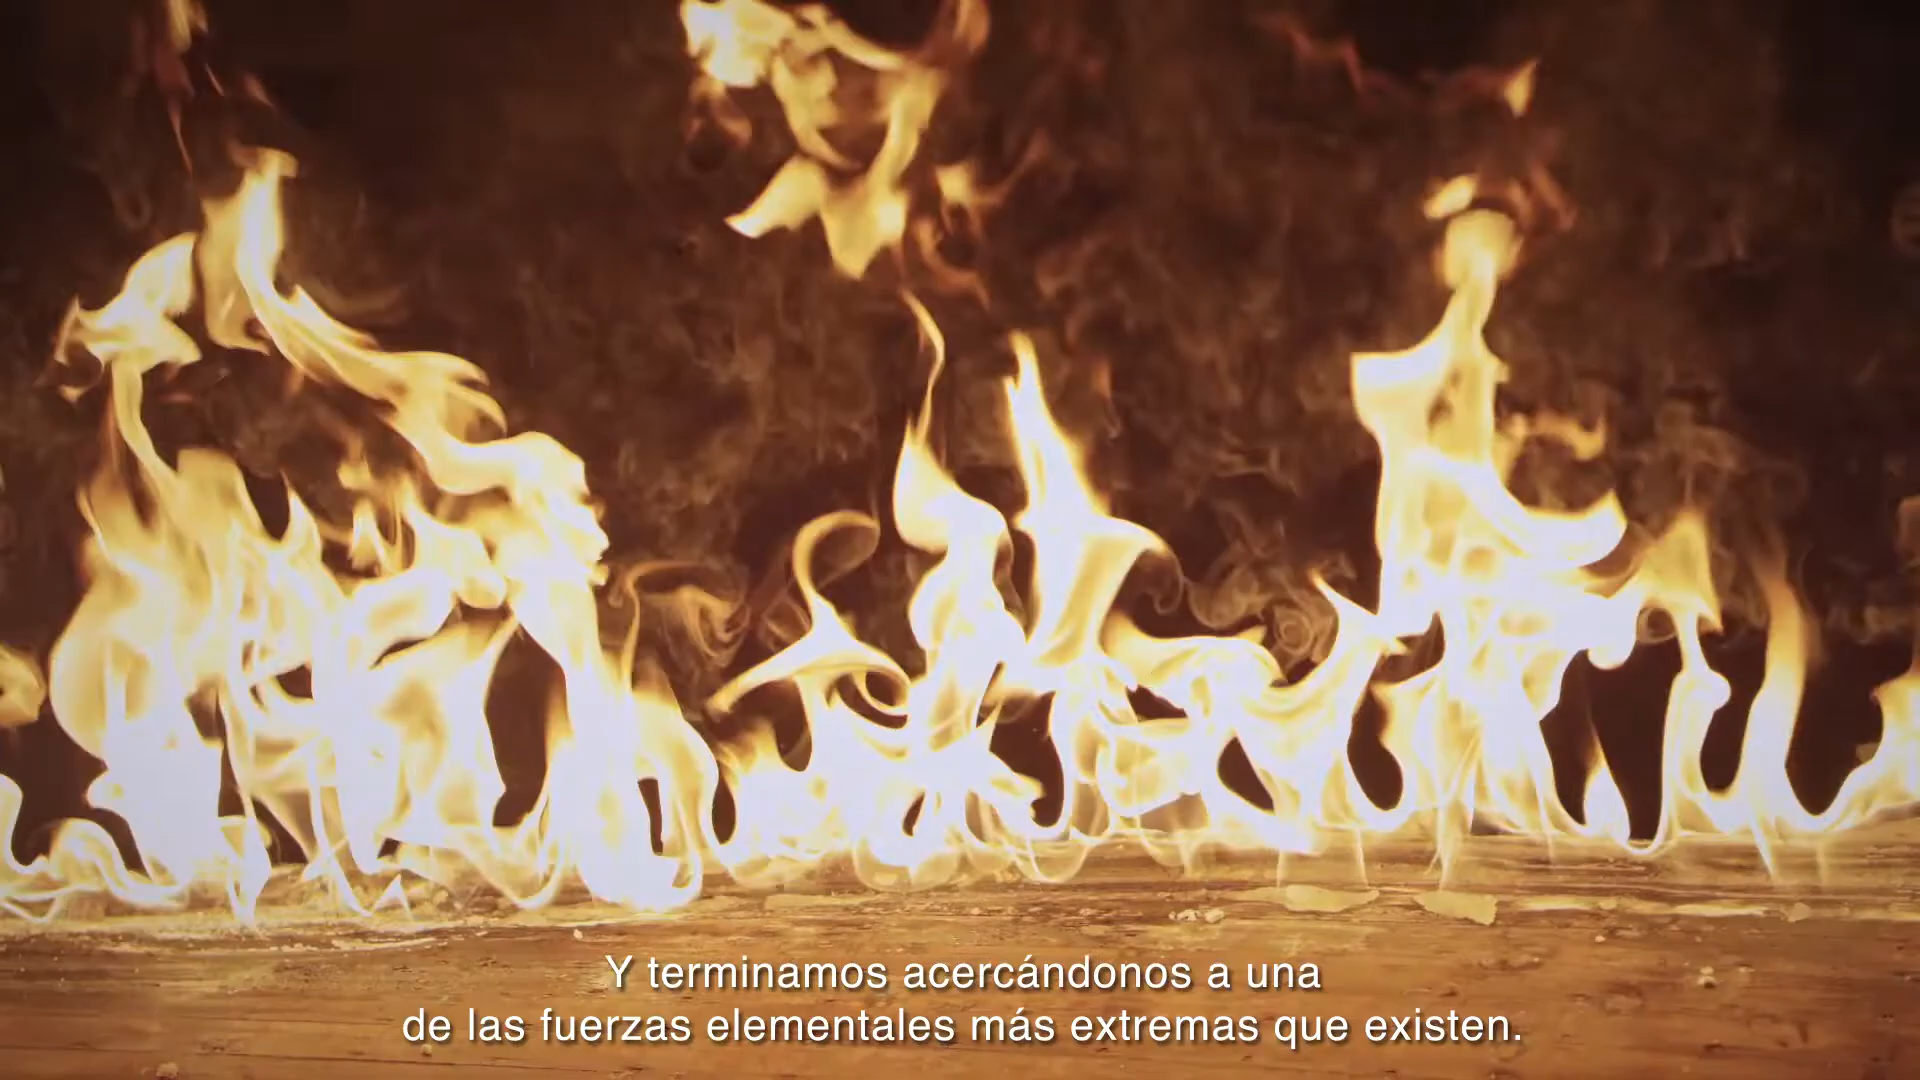 Y terminamos acercándonos a una
de las fuerzas elementales más extremas que existen.